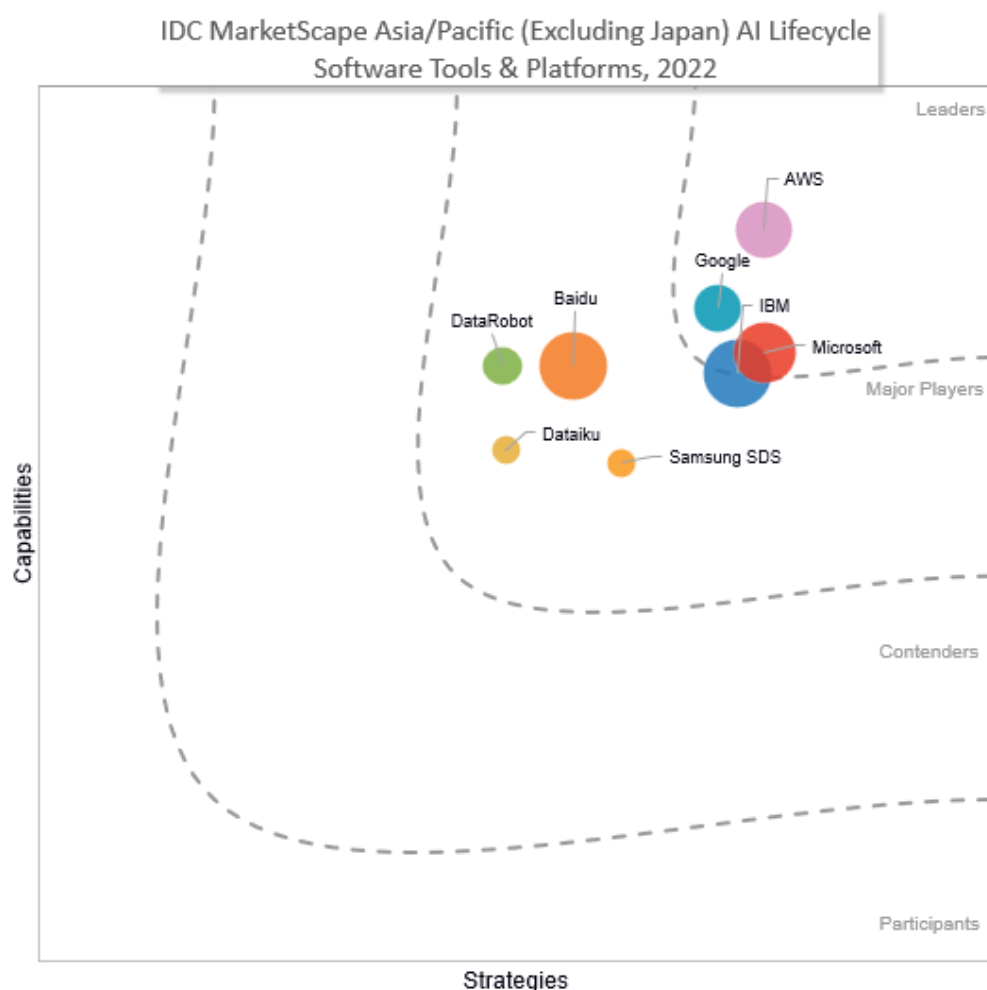 IDC MarketScape Asia/Pacific (Excluding Japan) AI Lifecycle
Software Tools & Platforms, 2022
Leaders
AWS
Google
Baidu
IBM
DataRobot
Microsoft
Major Players
Dataiku
Samsung SDS
Capabilities
Contenders
Participants
Strategies